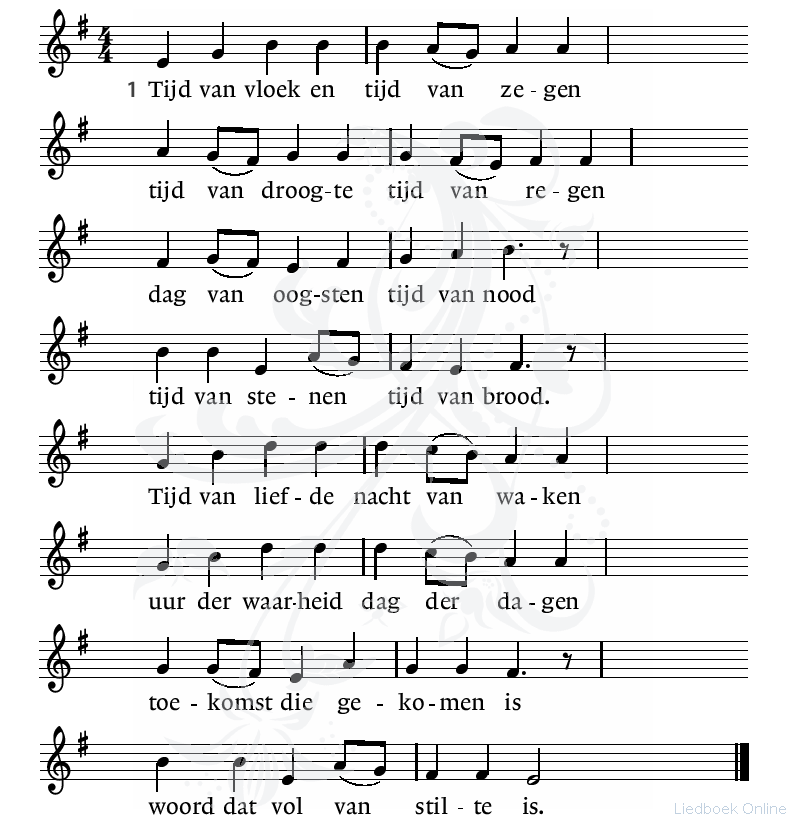 1 Tijd van vloek en tijd van ze - gen
tijd van droog-te tijd van re - gen
dag van oog-sten tijd van nood
tijd van ste - nen tijd van brood.
Tijd van lief - de nacht van wa - ken
uur der waar-heid dag der da - gen
toe - komst die ge - ko - men is
woord dat vol van stil - te is.
Liedboek Online